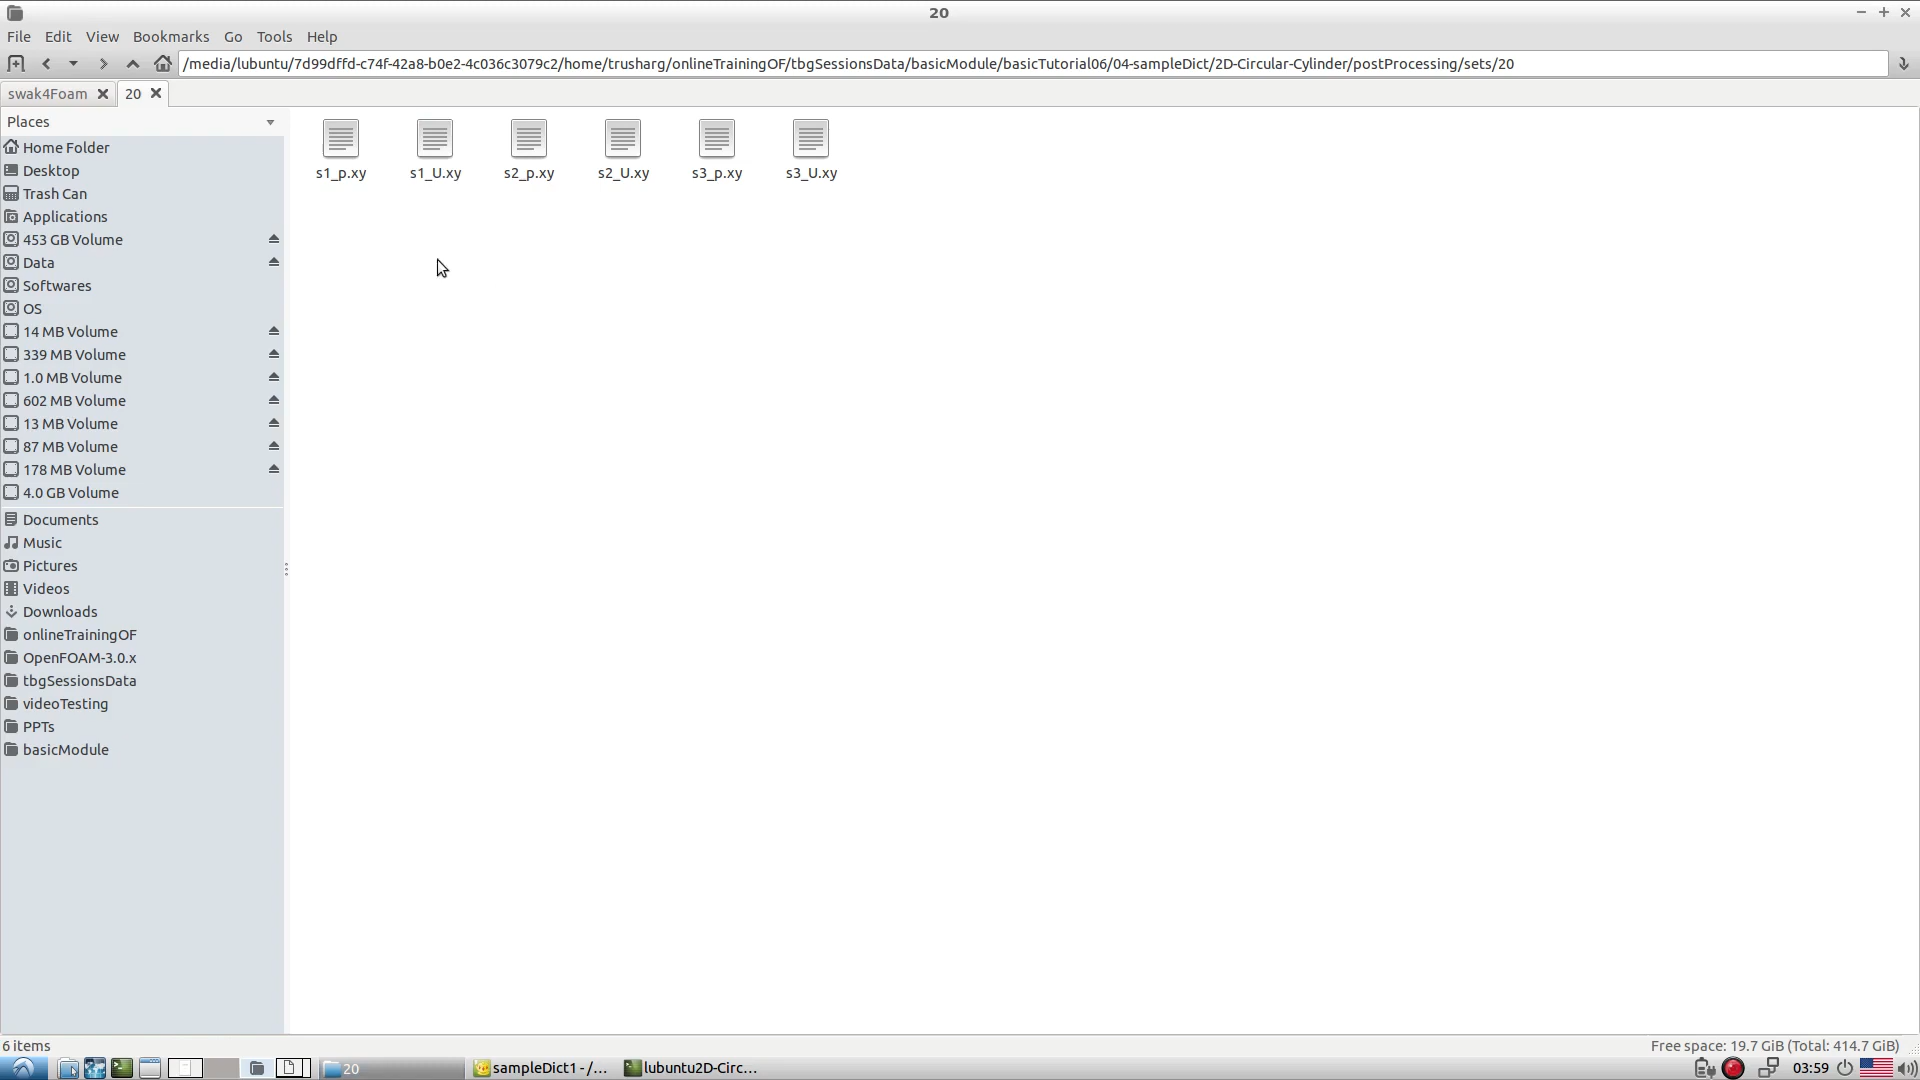 20
File Edit View Bookmarks Go Tools Help
/media/lubuntu/7d99dffd-c74f-42a8-b0e2-4c036c3079c2/home/trusharg/onlineTrainingOF/tbgSessionsData/basicModule/basicTutorial06/04-sampleDict/2D-Circular-Cylinder/postProcessing/sets/20
swak4Foam 20
Places
Home Folder
Desktop
Trash Can
Applications
453 GB Volume
Data
Softwares
OS
14 MB Volume
339 MB Volume
1.0 MB Volume
602 MB Volume
13 MB Volume
87 MB Volume
178 MB Volume
4.0 GB Volume
Documents
Music
Pictures
Videos
Downloads
onlineTrainingOF
OpenFOAM-3.0.x
tbgSessionsData
videoTesting
PPTs
basicModule
s1_p.xy s1_U.xy s2_p.xy s2_U.xy s3_p.xy s3_U.xy
6 items
Free space: 19.7 GiB (Total: 414.7 GiB)
20 sampleDict1 - /... lubuntu2D-Circ... 03:59